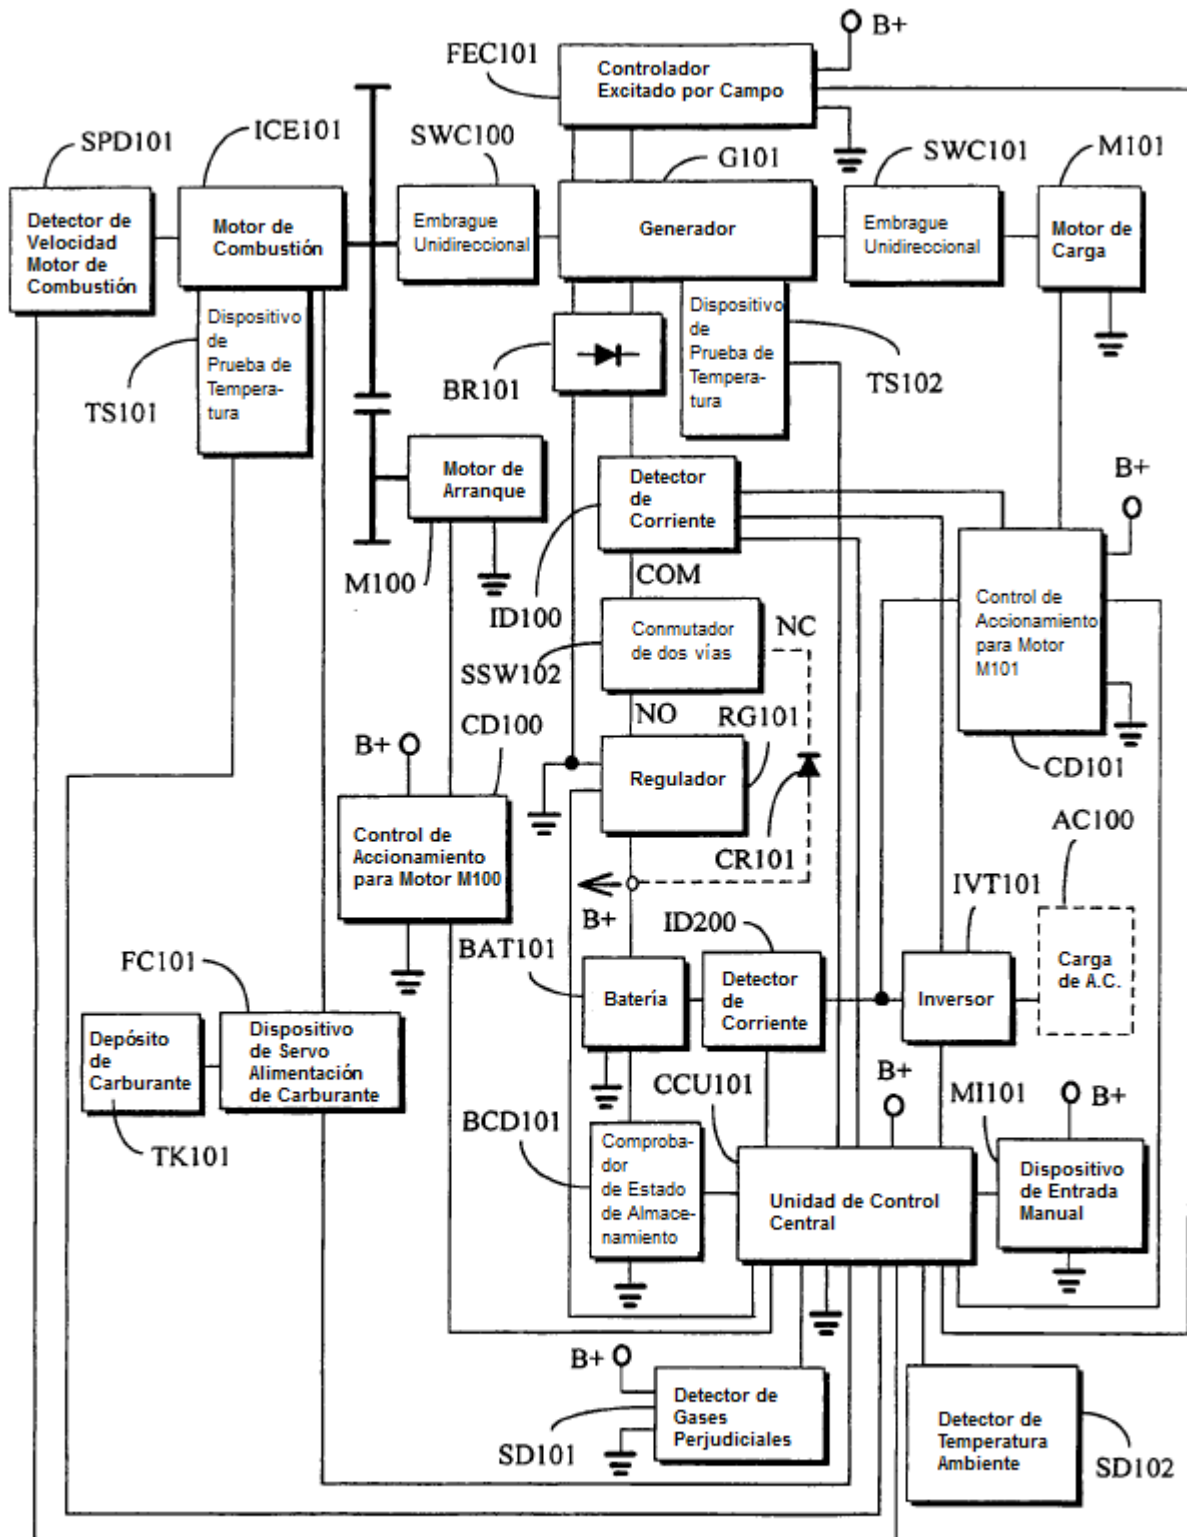 B+
FEC101
Controlador
Excitado por Campo
SPD101
ICE101
SWC100
G101
SWC101
M101
Detector de
Velocidad
Motor de
Combustión
Motor de
Combustión
Embrague
Unidireccional
Generador
Embrague
Unidireccional
Motor de
Carga
Dispositivo
de
Prueba de
Tempera-
tura
TS101
BR101
Dispositivo
de
Prueba de
Tempera-
tura
TS102
Motor de
Arranque
M100
Detector
de
Corriente
ID100
COM
B+
Conmutador
de dos vías
NC
SSW102
Control de
Accionamiento
para Motor
M101
CD101
NO
RG101
CD100
B+
Regulador
CR101
Control de
Accionamiento
para Motor M100
B+
AC100
IVT101
ID200
BAT101
FC101
Batería
Detector
de
Corriente
Inversor
Carga
de A.C.
Depósito
de
Carburante
Dispositivo
de Servo
Alimentación
de Carburante
TK101
CCU101
B+
MI101
B+
BCD101
Comproba-
dor
de Estado
de Almace-
namiento
Unidad de Control
Central
Dispositivo
de Entrada
Manual
B+
Detector de
Gases
Perjudiciales
SD101
Detector de
Temperatura
Ambiente
SD102